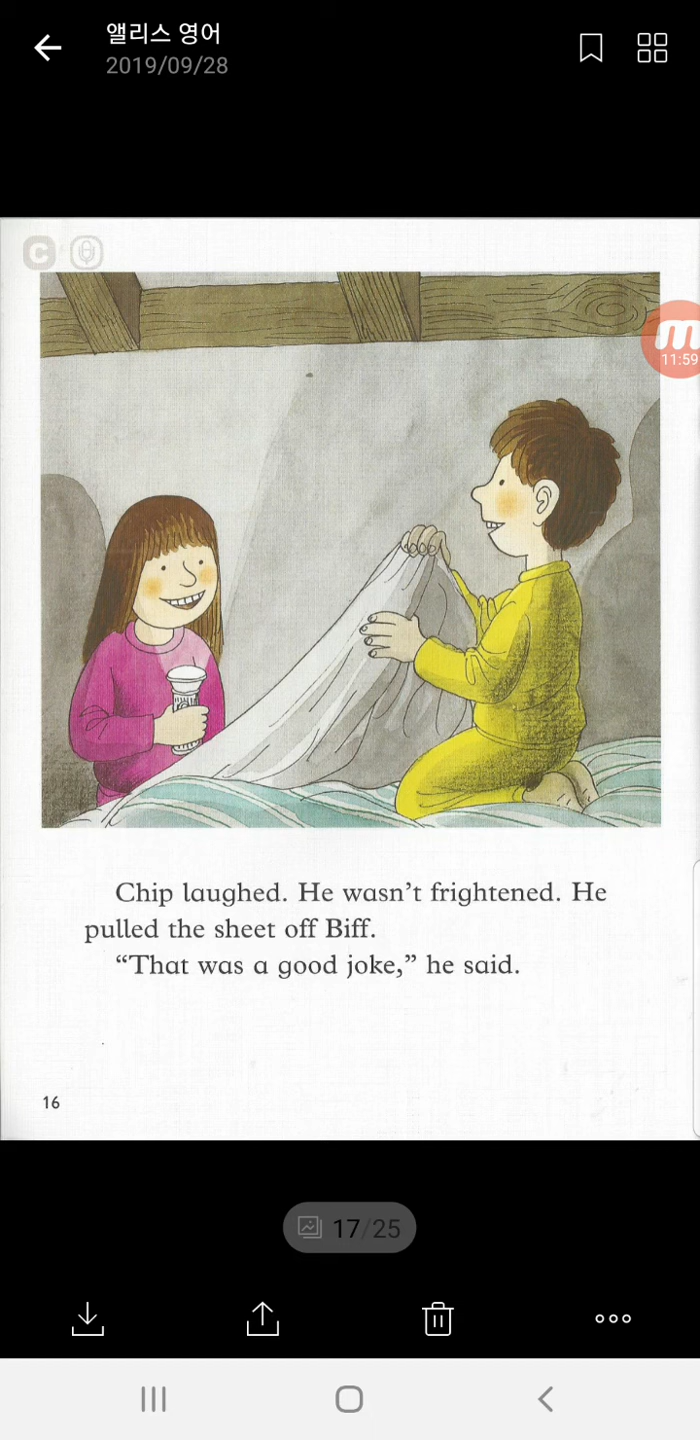 앨리스 영어
2019/09/28
C
m
11:59
Chip laughed. He wasn't frightened. He
pulled the sheet off Biff.
“That was a good joke,” he said.
16
17/25